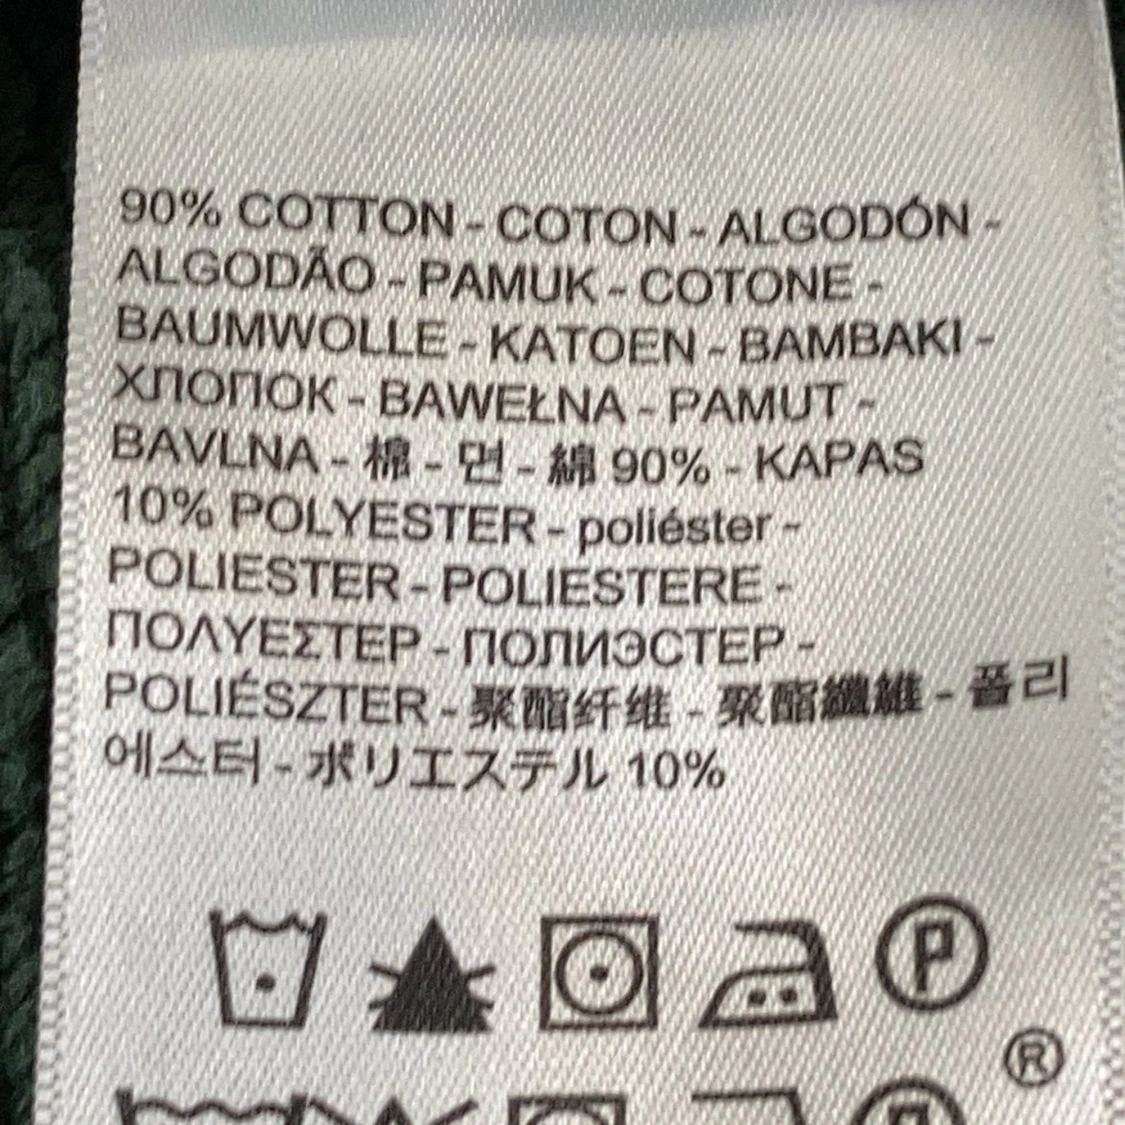 90% COTTON - COTON - ALGODÓN -
ALGODÃO - PAMUK - COTONE -
BAUMWOLLE - KATOEN - BAMBAKI -
ХЛОПОК - BAWEŁNA - PAMUT -
BAVLNA - 棉 - 면 - 綿 90% - KAPAS
10% POLYESTER - poliéster -
POLIESTER - POLIESTERE -
ΠΟΛΥΕΣΤΕΡ - ПОЛИЭСТЕР -
POLIÉSZTER - 聚酯纤维 - 聚酯纖維 - 폴리
에스터 - ポリエステル 10%
P
®